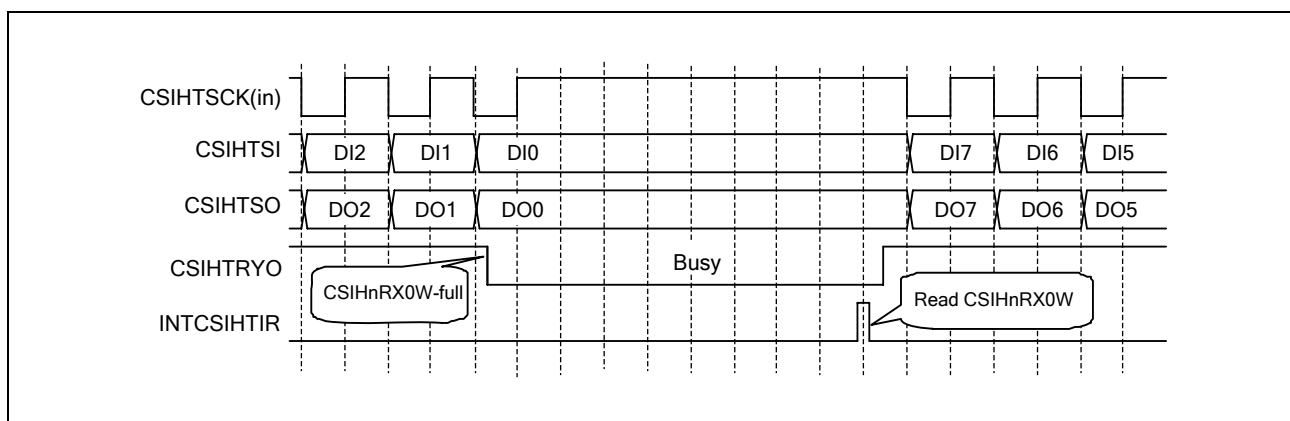 CSIHTSCK(in)
CSIHTSI DI2 DI1 DI0 DI7 DI6 DI5
CSIHTSO DO2 DO1 DO0 DO7 DO6 DO5
CSIHTRYO Busy
CSIHnRX0W-full Read CSIHnRX0W
INTCSIHTIR